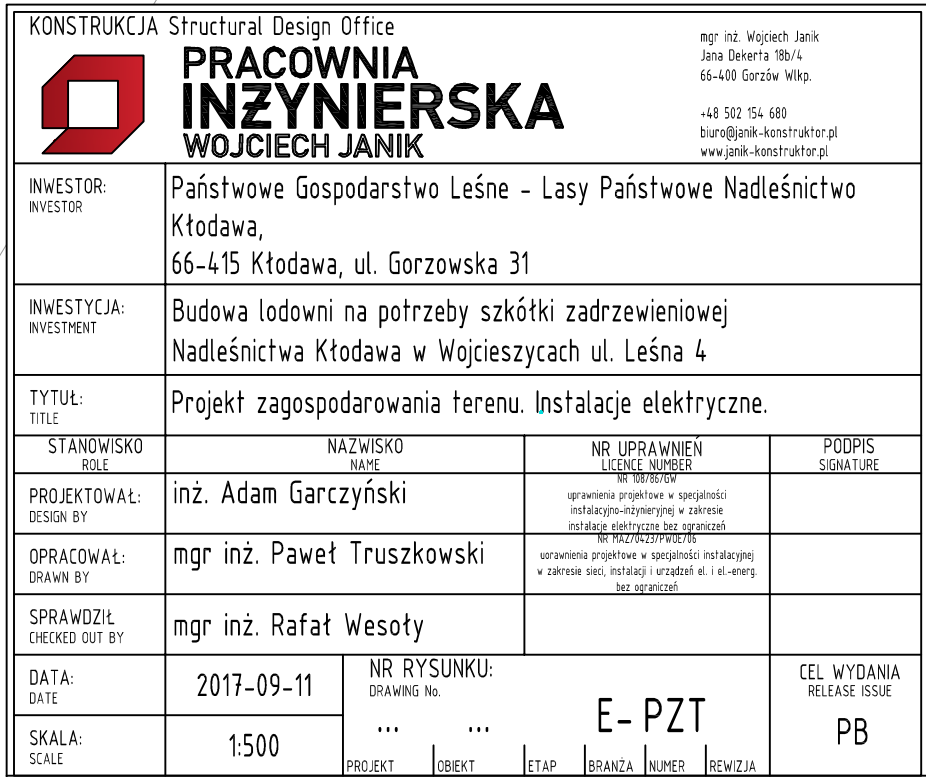 KONSTRUKCJA Structural Design Office
PRACOWNIA
INŻYNIERSKA
WOJCIECH JANIK
mgr inż. Wojciech Janik
Jana Dekerta 18b/4
66-400 Gorzów Wlkp.
+48 502 154 680
biuro@janik-konstruktor.pl
www.janik-konstruktor.pl
INWESTOR:
INVESTOR
Państwowe Gospodarstwo Leśne - Lasy Państwowe Nadleśnictwo
Kłodawa,
66-415 Kłodawa, ul. Gorzowska 31
INWESTYCJA:
INVESTMENT
Budowa lodowni na potrzeby szkółki zadrzewieniowej
Nadleśnictwa Kłodawa w Wojcieszycach ul. Leśna 4
TYTUŁ:
TITLE
Projekt zagospodarowania terenu. Instalacje elektryczne.
STANOWISKO
ROLE
NAZWISKO
NAME
NR UPRAWNIEŃ
LICENCE NUMBER
PODPIS
SIGNATURE
PROJEKTOWAŁ:
DESIGN BY
inż. Adam Garczyński
NR 108/86/GW
uprawnienia projektowe w specjalności
instalacyjno-inżynieryjnej w zakresie
instalacje elektryczne bez ograniczeń
OPRACOWAŁ:
DRAWN BY
mgr inż. Paweł Truszkowski
NR MAZ/0423/PWOE/06
uorawnienia projektowe w specjalności instalacyjnej
w zakresie sieci, instalacji i urządzeń el. i el.-energ.
bez ograniczeń
SPRAWDZIŁ
CHECKED OUT BY
mgr inż. Rafał Wesoły
DATA:
DATE
2017-09-11
NR RYSUNKU:
DRAWING No.
... ... E- PZT
PROJEKT OBIEKT ETAP BRANŻA NUMER REWIZJA
CEL WYDANIA
RELEASE ISSUE
PB
SKALA:
SCALE
1:500